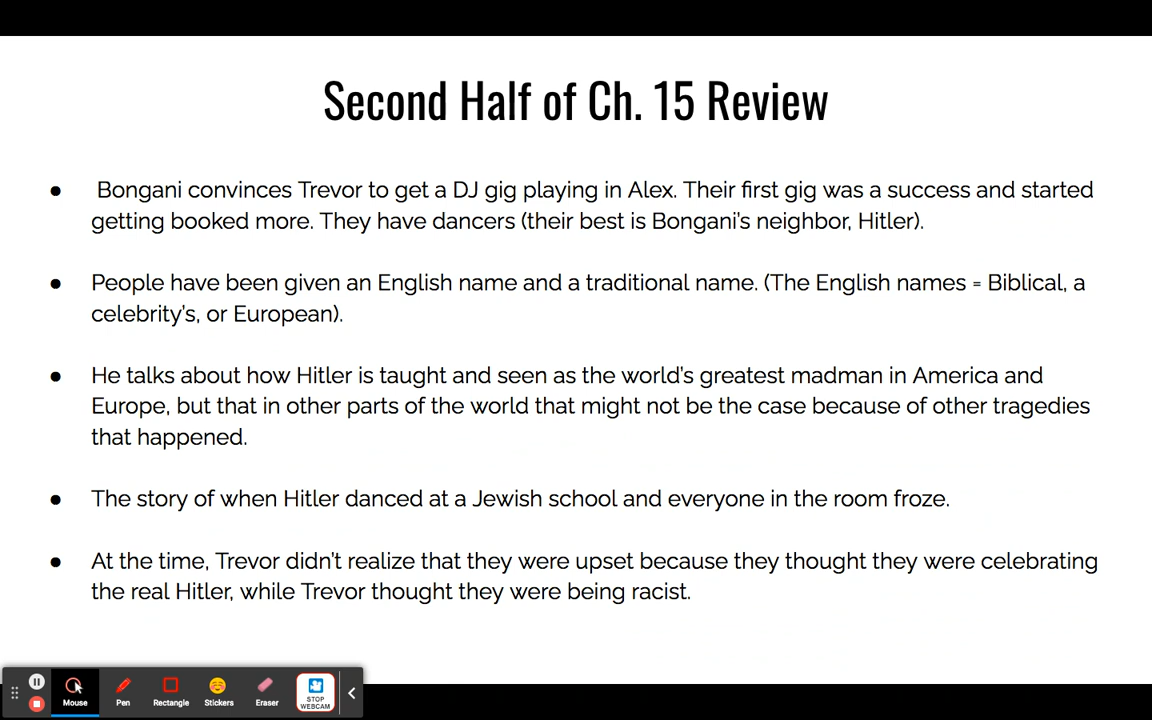 Second Half of Ch. 15 Review
● Bongani convinces Trevor to get a DJ gig playing in Alex. Their first gig was a success and started
getting booked more. They have dancers (their best is Bongani's neighbor, Hitler).
● People have been given an English name and a traditional name. (The English names = Biblical, a
celebrity's, or European).
● He talks about how Hitler is taught and seen as the world's greatest madman in America and
Europe, but that in other parts of the world that might not be the case because of other tragedies
that happened.
● The story of when Hitler danced at a Jewish school and everyone in the room froze.
● At the time, Trevor didn't realize that they were upset because they thought they were celebrating
the real Hitler, while Trevor thought they were being racist.
Mouse Pen Rectangle Stickers Eraser STOP
WEBCAM